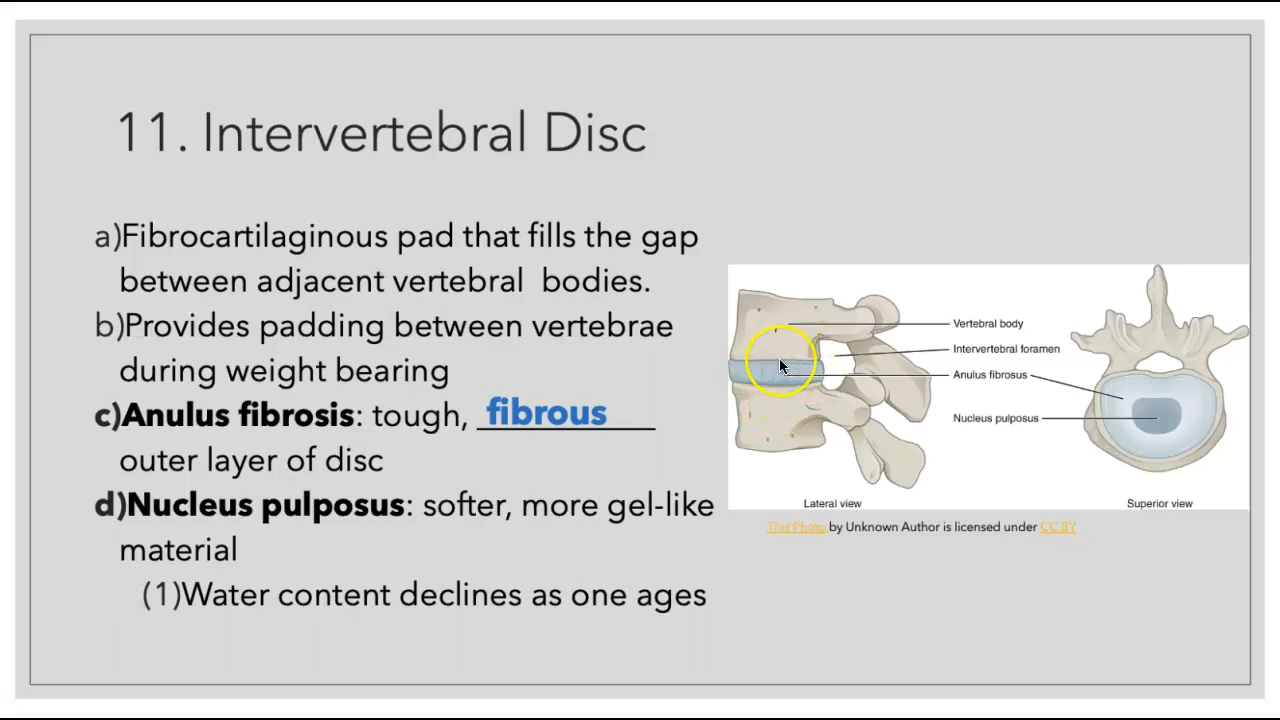 11. Intervertebral Disc
a)Fibrocartilaginous pad that fills the gap
between adjacent vertebral bodies.
b)Provides padding between vertebrae
during weight bearing
c)Anulus fibrosis: tough, fibrous
outer layer of disc
d)Nucleus pulposus: softer, more gel-like
material
(1)Water content declines as one ages
Vertebral body
Intervertebral foramen
Anulus fibrosus
Nucleus pulposus
Lateral view
Superior view
This Photo by Unknown Author is licensed under CC BY